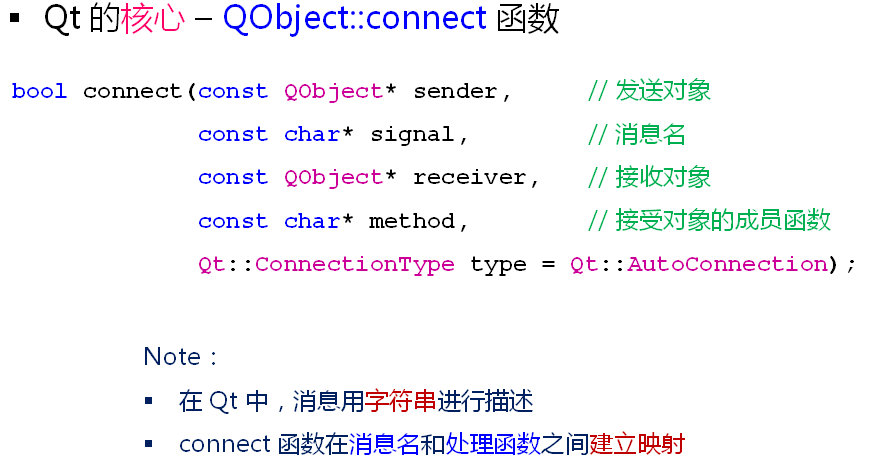 ▪ Qt 的核心 – QObject::connect 函数
bool connect(const QObject* sender, // 发送对象
const char* signal, // 消息名
const QObject* receiver, // 接收对象
const char* method, // 接受对象的成员函数
Qt::ConnectionType type = Qt::AutoConnection);
Note：
▪ 在 Qt 中，消息用字符串进行描述
▪ connect 函数在消息名和处理函数之间建立映射